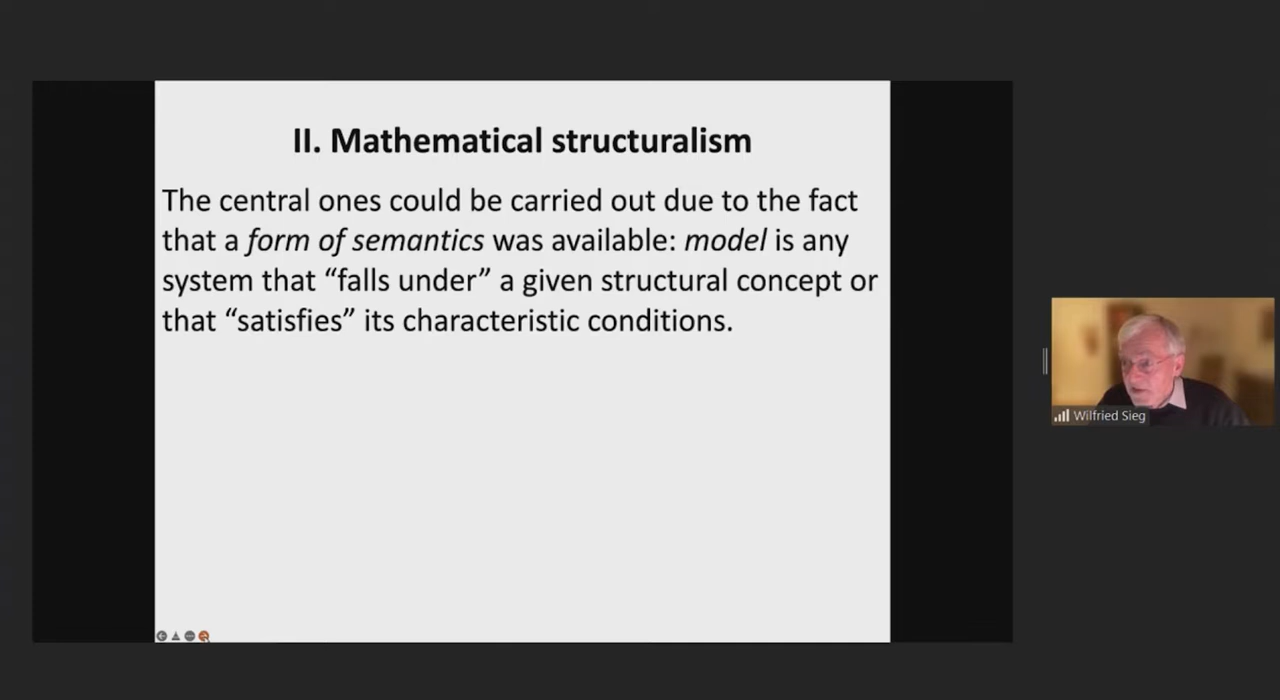 II. Mathematical structuralism
The central ones could be carried out due to the fact
that a form of semantics was available: model is any
system that “falls under” a given structural concept or
that “satisfies” its characteristic conditions.
Wilfried Sieg